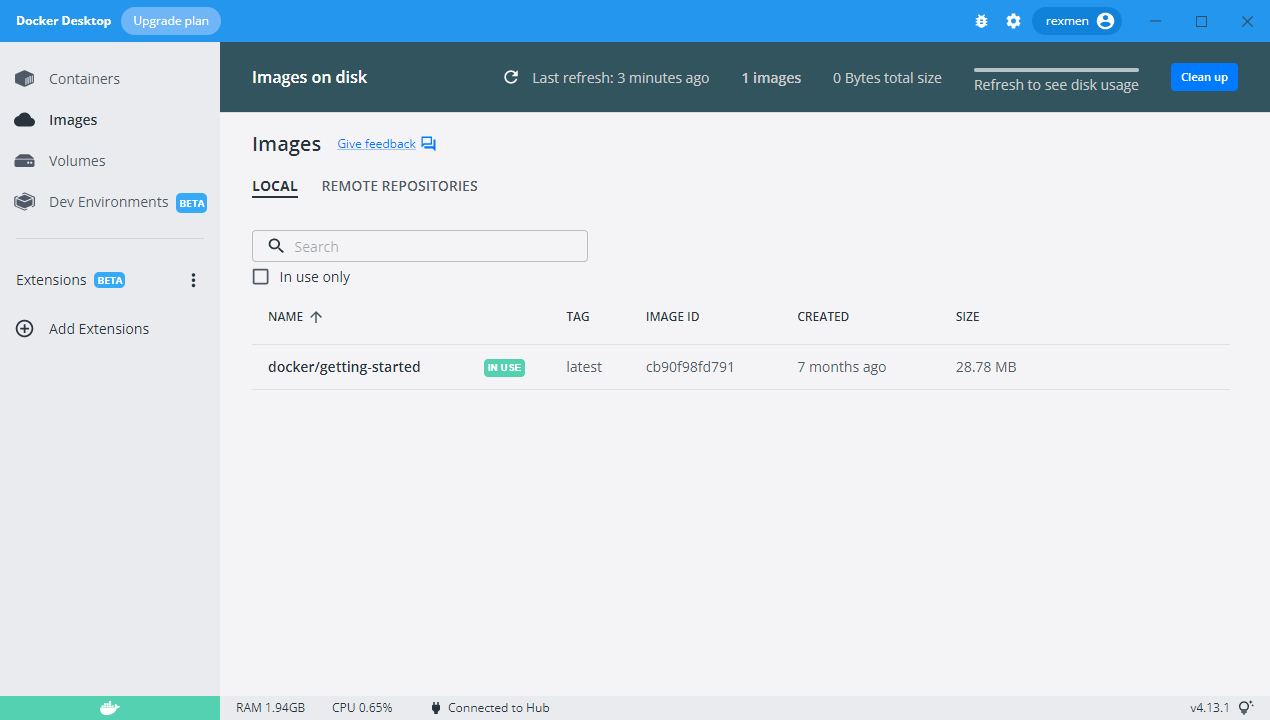 Docker Desktop Upgrade plan rexmen
Containers
Images
Volumes
Dev Environments BETA
Extensions BETA
Add Extensions
Images on disk Last refresh: 3 minutes ago 1 images 0 Bytes total size Refresh to see disk usage Clean up
Images Give feedback
LOCAL REMOTE REPOSITORIES
Search
In use only
NAME TAG IMAGE ID CREATED SIZE
docker/getting-started IN USE latest cb90f98fd791 7 months ago 28.78 MB
RAM 1.94GB CPU 0.65% Connected to Hub v4.13.1